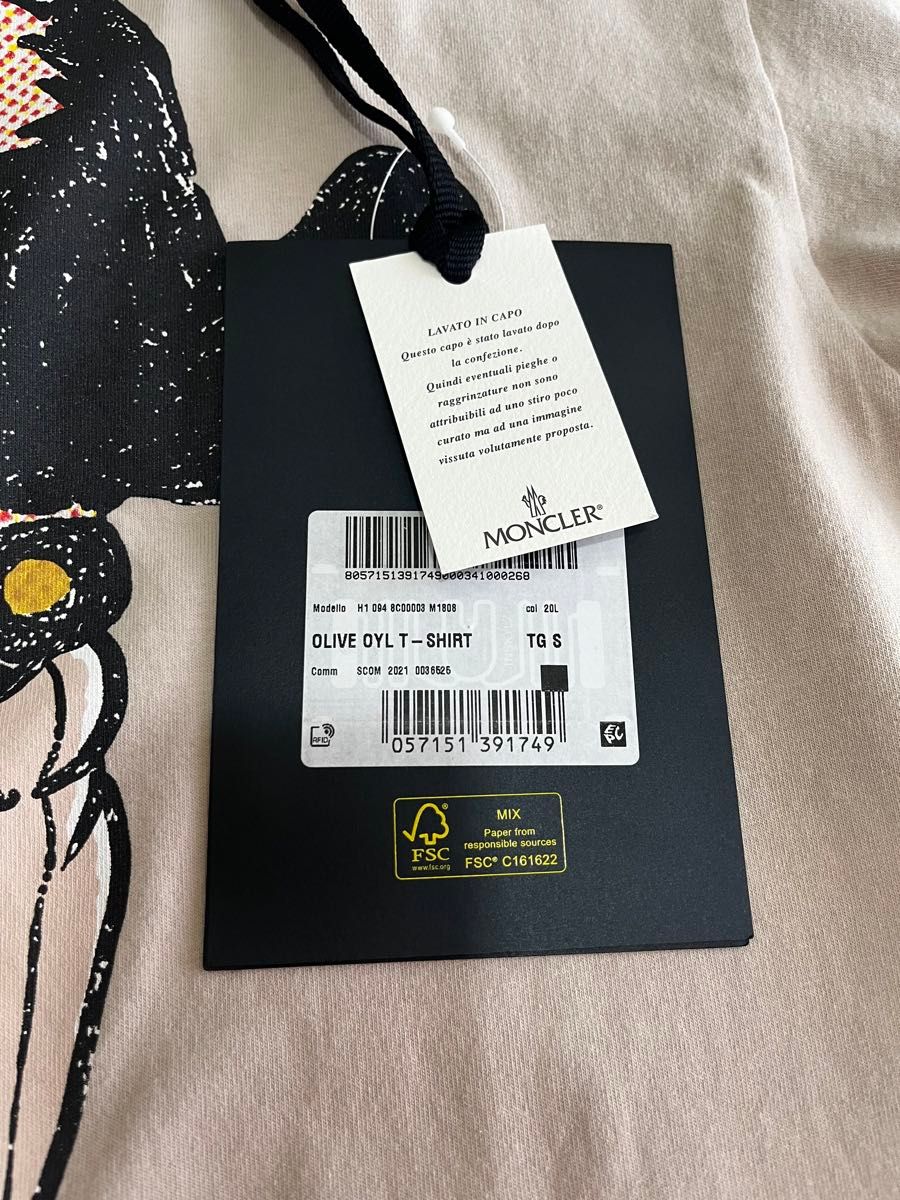 LAVATO IN CAPO
Questo capo è stato lavato dopo
la confezione.
Quindi eventuali pieghe o
raggrinzature non sono
attribuibili ad uno stiro poco
curato ma ad una immagine
vissuta volutamente proposta.
MONCLER®
8057151391749000341000268
Modello H1 094 8C00003 M1808 col 20L
OLIVE OYL T-SHIRT TG S
Comm SCOM 2021 0036525
RFID
057151 391749
EPC
FSC®
www.fsc.org
MIX
Paper from
responsible sources
FSC® C161622